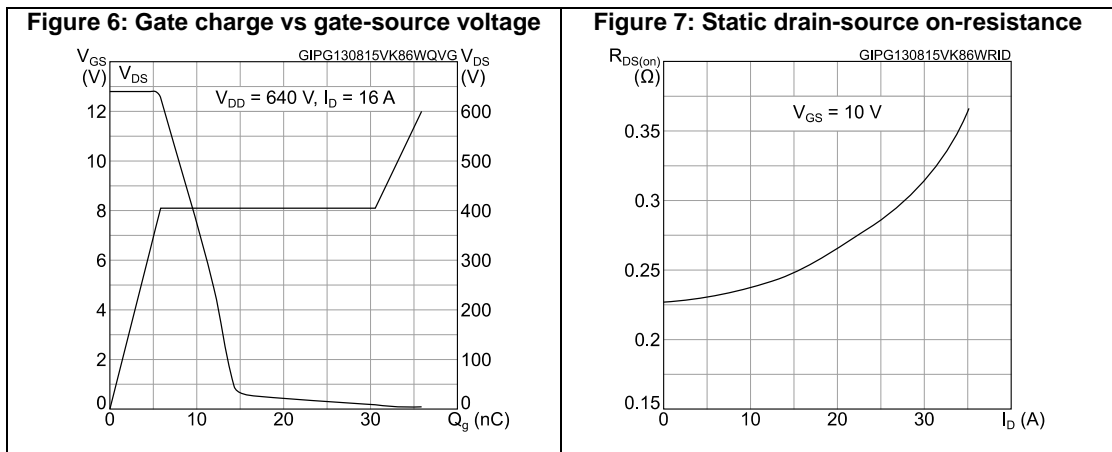 Figure 6: Gate charge vs gate-source voltage
VGS
(V)
VDS
GIPG130815VK86WQVG
VDS
(V)
VDD = 640 V, ID = 16 A
12
10
8
6
4
2
0
600
500
400
300
200
100
0
0
10
20
30
Qg (nC)
Figure 7: Static drain-source on-resistance
RDS(on)
(Ω)
GIPG130815VK86WRID
VGS = 10 V
0.35
0.3
0.25
0.2
0.15
0
10
20
30
ID (A)